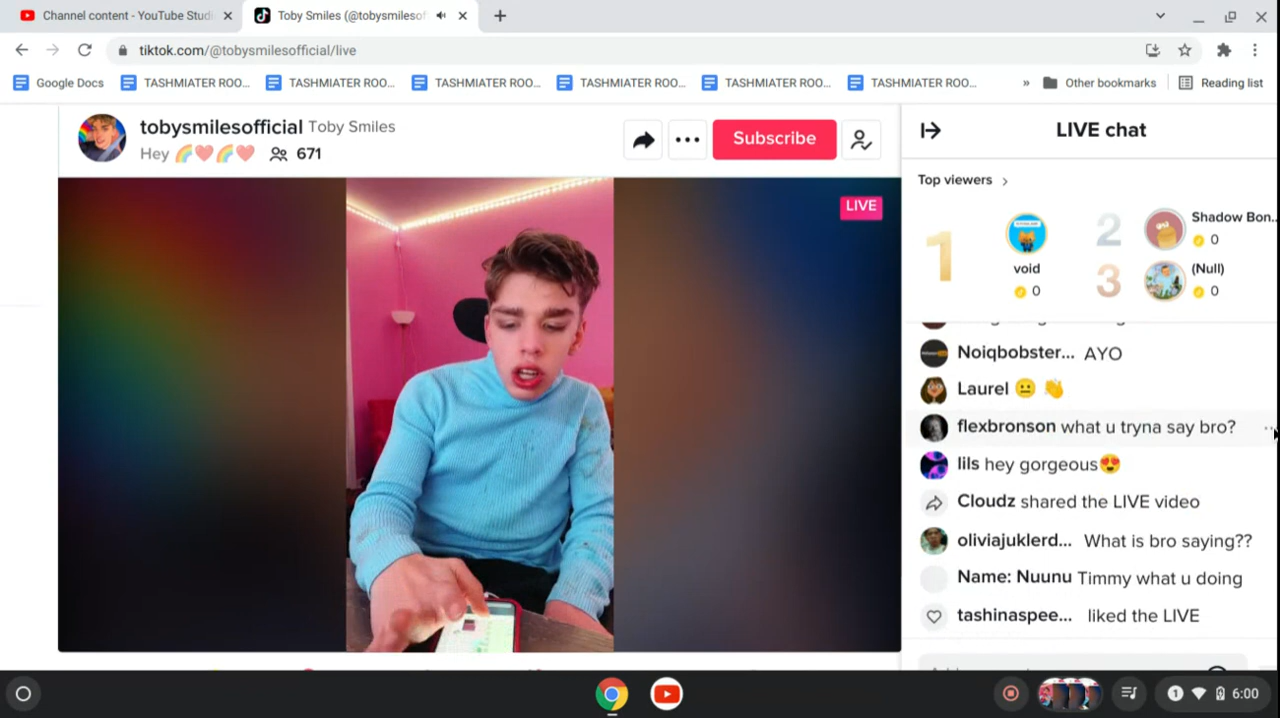 Channel content - YouTube Studi
Toby Smiles (@tobysmilesof
tiktok.com/@tobysmilesofficial/live
Google Docs
TASHMIATER ROO...
TASHMIATER ROO...
TASHMIATER ROO...
TASHMIATER ROO...
TASHMIATER ROO...
TASHMIATER ROO...
»
Other bookmarks
Reading list
tobysmilesofficial Toby Smiles
Hey 🌈❤️🌈❤️ 671
Subscribe
LIVE
LIVE chat
Top viewers >
1
void
0
2
Shadow Bon...
0
3
(Null)
0
Noiqbobster... AYO
Laurel 😐 👏
flexbronson what u tryna say bro?
lils hey gorgeous😍
Cloudz shared the LIVE video
oliviajuklerd... What is bro saying??
Name: Nuunu Timmy what u doing
tashinaspee... liked the LIVE
1
6:00